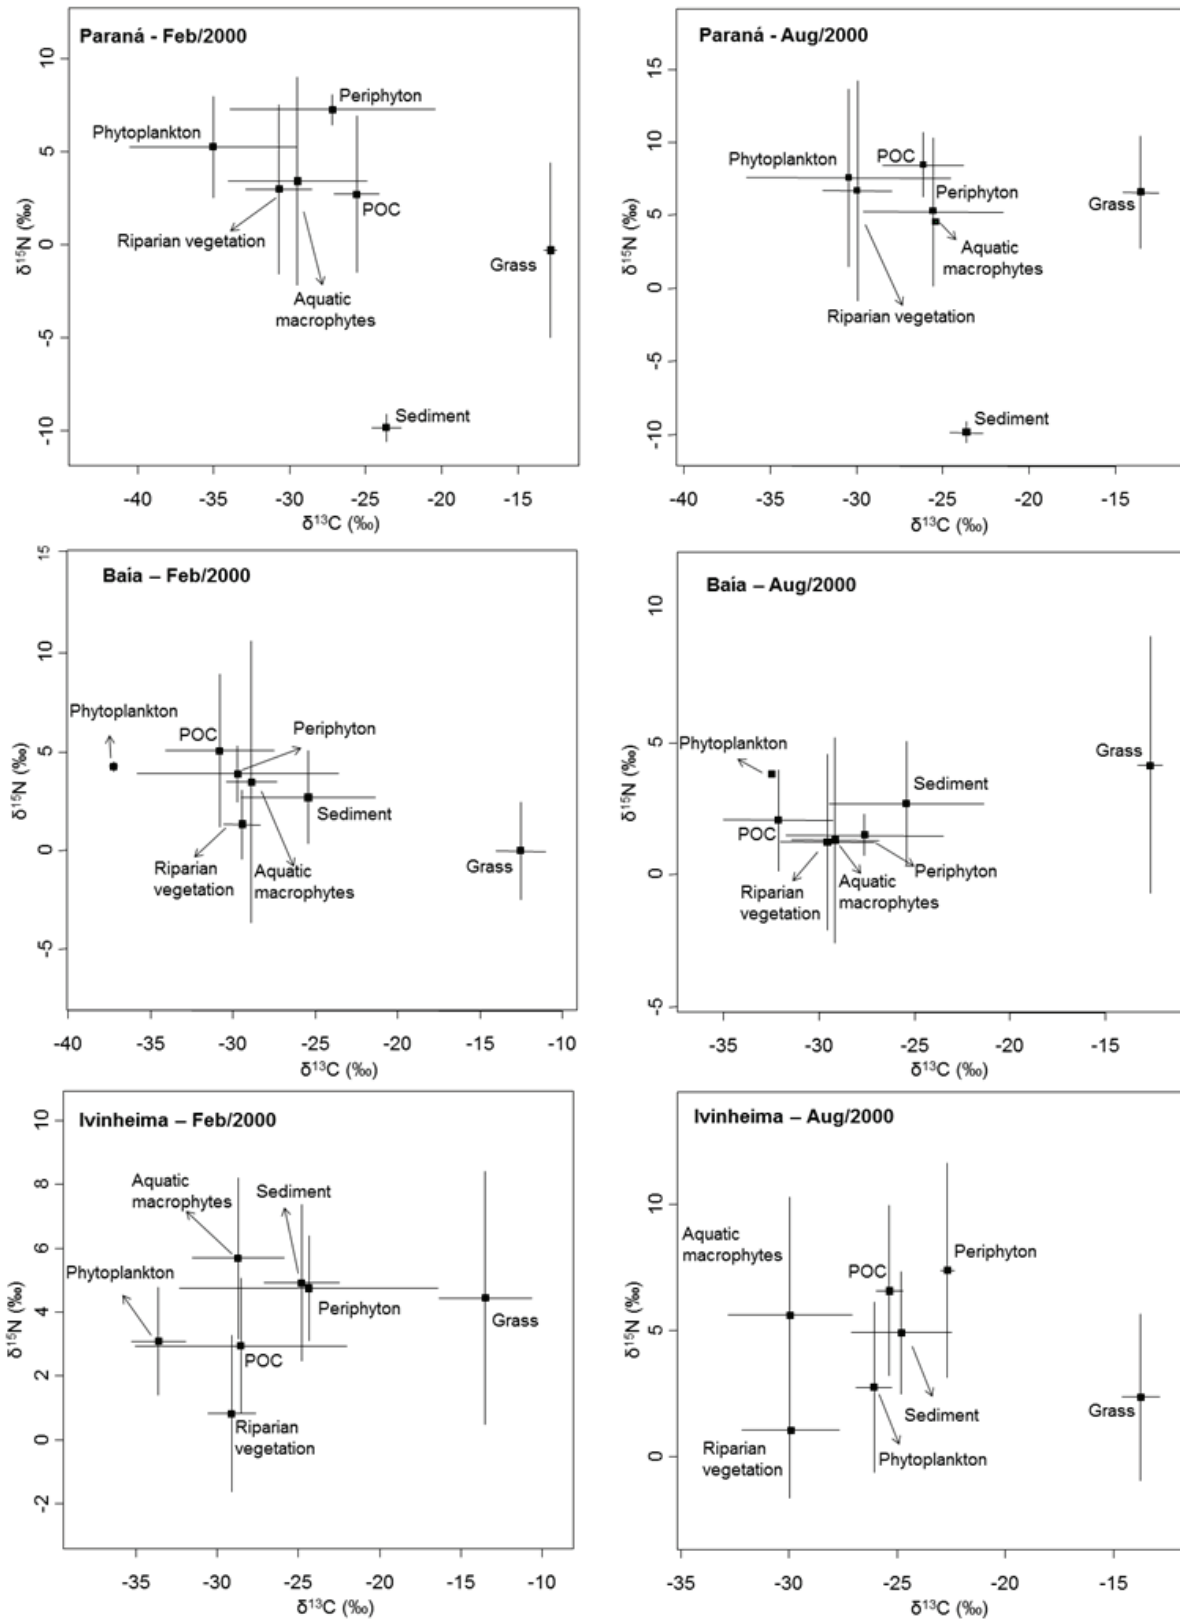 Paraná - Feb/2000
10
5
0
-5
-10
δ¹⁵N (‰)
Periphyton
Phytoplankton
POC
Riparian vegetation
Grass
Aquatic
macrophytes
Sediment
-40 -35 -30 -25 -20 -15
δ¹³C (‰)
Paraná - Aug/2000
15
10
5
0
-5
-10
δ¹⁵N (‰)
POC
Phytoplankton
Periphyton
Grass
Aquatic
macrophytes
Riparian vegetation
Sediment
-40 -35 -30 -25 -20 -15
δ¹³C (‰)
Baía – Feb/2000
15
10
5
0
-5
δ¹⁵N (‰)
Phytoplankton
POC
Periphyton
Sediment
Riparian
vegetation
Aquatic
macrophytes
Grass
-40 -35 -30 -25 -20 -15 -10
δ¹³C (‰)
Baía – Aug/2000
10
5
0
-5
δ¹⁵N (‰)
Phytoplankton
Grass
Sediment
POC
Periphyton
Riparian
vegetation
Aquatic
macrophytes
-35 -30 -25 -20 -15
δ¹³C (‰)
Ivinheima – Feb/2000
10
8
6
4
2
0
-2
δ¹⁵N (‰)
Aquatic
macrophytes
Sediment
Phytoplankton
Periphyton
Grass
POC
Riparian
vegetation
-35 -30 -25 -20 -15 -10
δ¹³C (‰)
Ivinheima – Aug/2000
10
5
0
δ¹⁵N (‰)
Aquatic
macrophytes
POC
Periphyton
Sediment
Grass
Riparian
vegetation
Phytoplankton
-35 -30 -25 -20 -15
δ¹³C (‰)